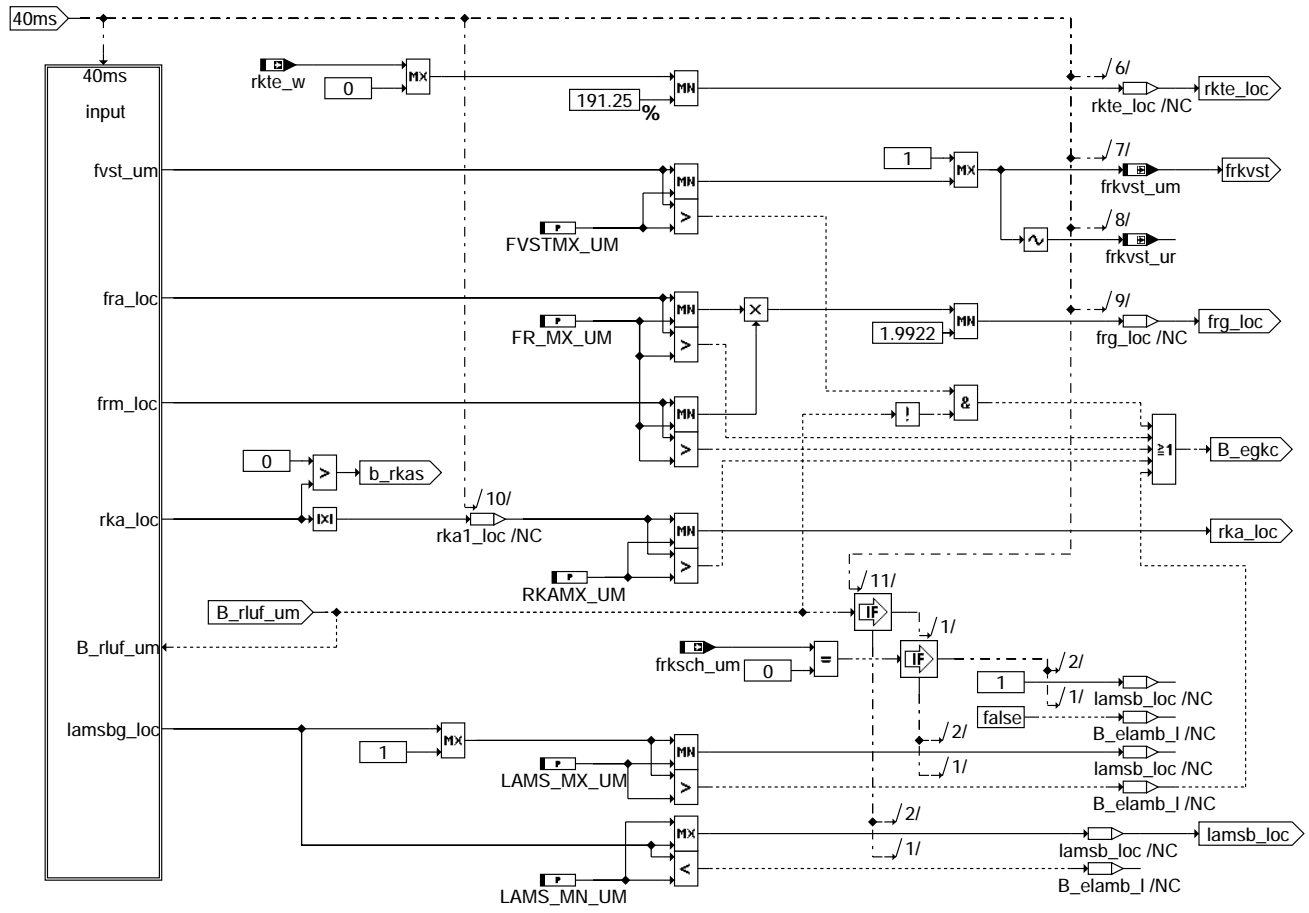 40ms
40ms
input
rkte_w
MX
0
MN
191.25
%
/6/
rkte_loc /NC
rkte_loc
fvst_um
MN
>
FVSTMX_UM
1
MX
/7/
frkvst_um
frkvst
/8/
frkvst_ur
fra_loc
MN
>
FR_MX_UM
×
MN
1.9922
/9/
frg_loc /NC
frg_loc
frm_loc
MN
>
!
&
≥1
B_egkc
0
>
b_rkas
rka_loc
|X|
/10/
rka1_loc /NC
MN
>
RKAMX_UM
rka_loc
B_rluf_um
/11/
IF
B_rluf_um
frksch_um
0
=
/1/
IF
/2/
1
lamsb_loc /NC
/1/
false
B_elamb_l /NC
lamsbg_loc
1
MX
MN
>
LAMS_MX_UM
/2/
lamsb_loc /NC
/1/
B_elamb_l /NC
MX
<
LAMS_MN_UM
/2/
lamsb_loc /NC
lamsb_loc
/1/
B_elamb_l /NC